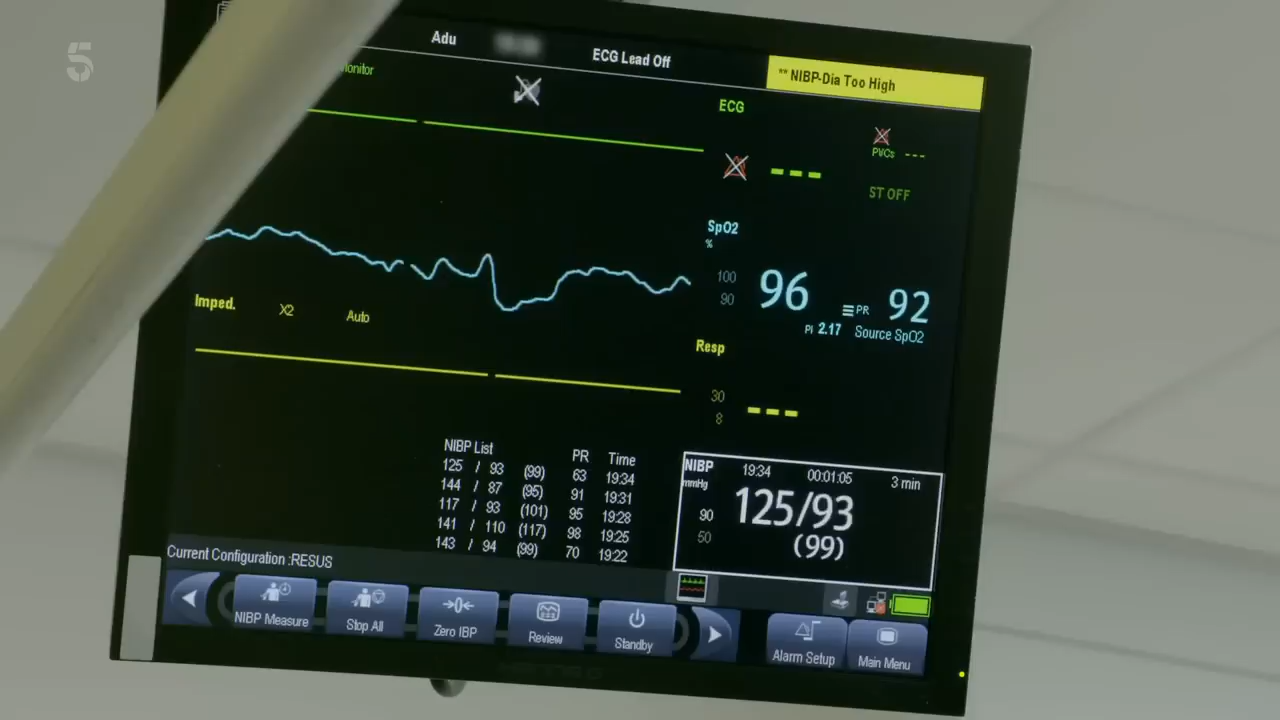 5
Adu
ECG Lead Off
** NIBP-Dia Too High
ECG
PVCs ---
---
ST OFF
SpO2
%
100
90
96
PR 92
PI 2.17 Source SpO2
Imped. X2 Auto
Resp
30
8
---
NIBP List PR Time
125 / 93 (99) 63 19:34
144 / 87 (95) 91 19:31
117 / 93 (101) 95 19:28
141 / 110 (117) 98 19:25
143 / 94 (99) 70 19:22
NIBP 19:34 00:01:05 3 min
mmHg
90
50
125/93
(99)
Current Configuration :RESUS
NIBP Measure
Stop All
Zero IBP
Review
Standby
Alarm Setup
Main Menu